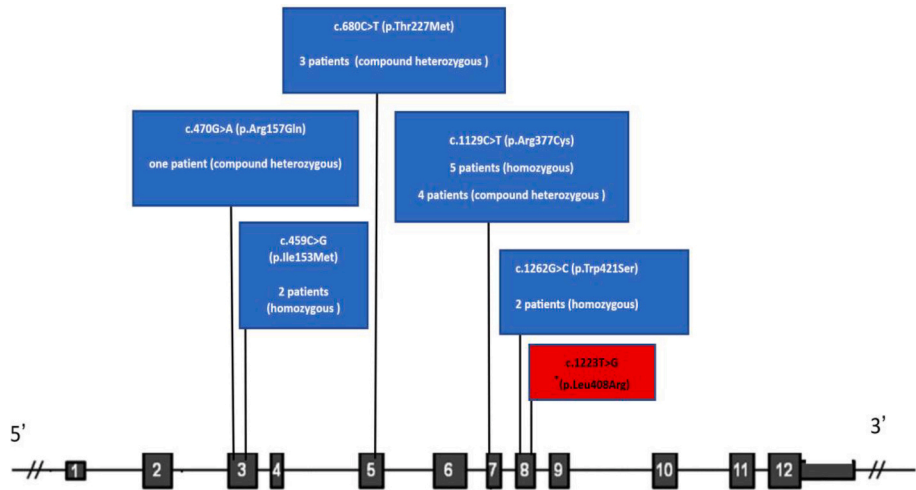 c.680C>T (p.Thr227Met)
3 patients (compound heterozygous )
c.470G>A (p.Arg157Gln)
one patient (compound heterozygous)
c.1129C>T (p.Arg377Cys)
5 patients (homozygous)
4 patients (compound heterozygous )
c.459C>G
(p.Ile153Met)
2 patients
(homozygous )
c.1262G>C (p.Trp421Ser)
2 patients (homozygous)
c.1223T>G
*(p.Leu408Arg)
5’
3’
1 2 3 4 5 6 7 8 9 10 11 12